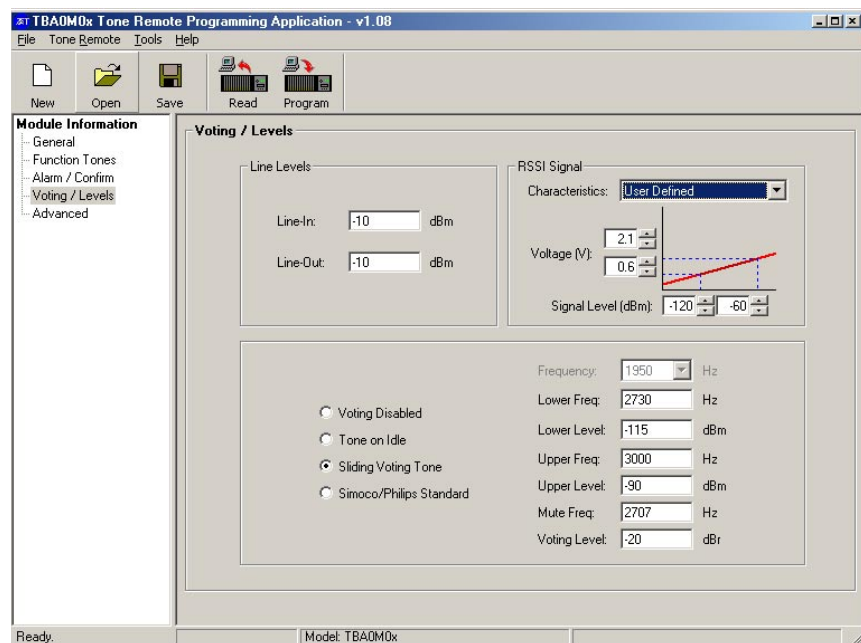 TBA0M0x Tone Remote Programming Application - v1.08
File Tone Remote Tools Help
New Open Save Read Program
Module Information
General
Function Tones
Alarm / Confirm
Voting / Levels
Advanced
Voting / Levels
Line Levels
Line-In: -10 dBm
Line-Out: -10 dBm
RSSI Signal
Characteristics: User Defined
2.1
Voltage (V):
0.6
Signal Level (dBm): -120 -60
Voting Disabled
Tone on Idle
Sliding Voting Tone
Simoco/Philips Standard
Frequency: 1950 Hz
Lower Freq: 2730 Hz
Lower Level: -115 dBm
Upper Freq: 3000 Hz
Upper Level: -90 dBm
Mute Freq: 2707 Hz
Voting Level: -20 dBr
Ready. Model: TBA0M0x